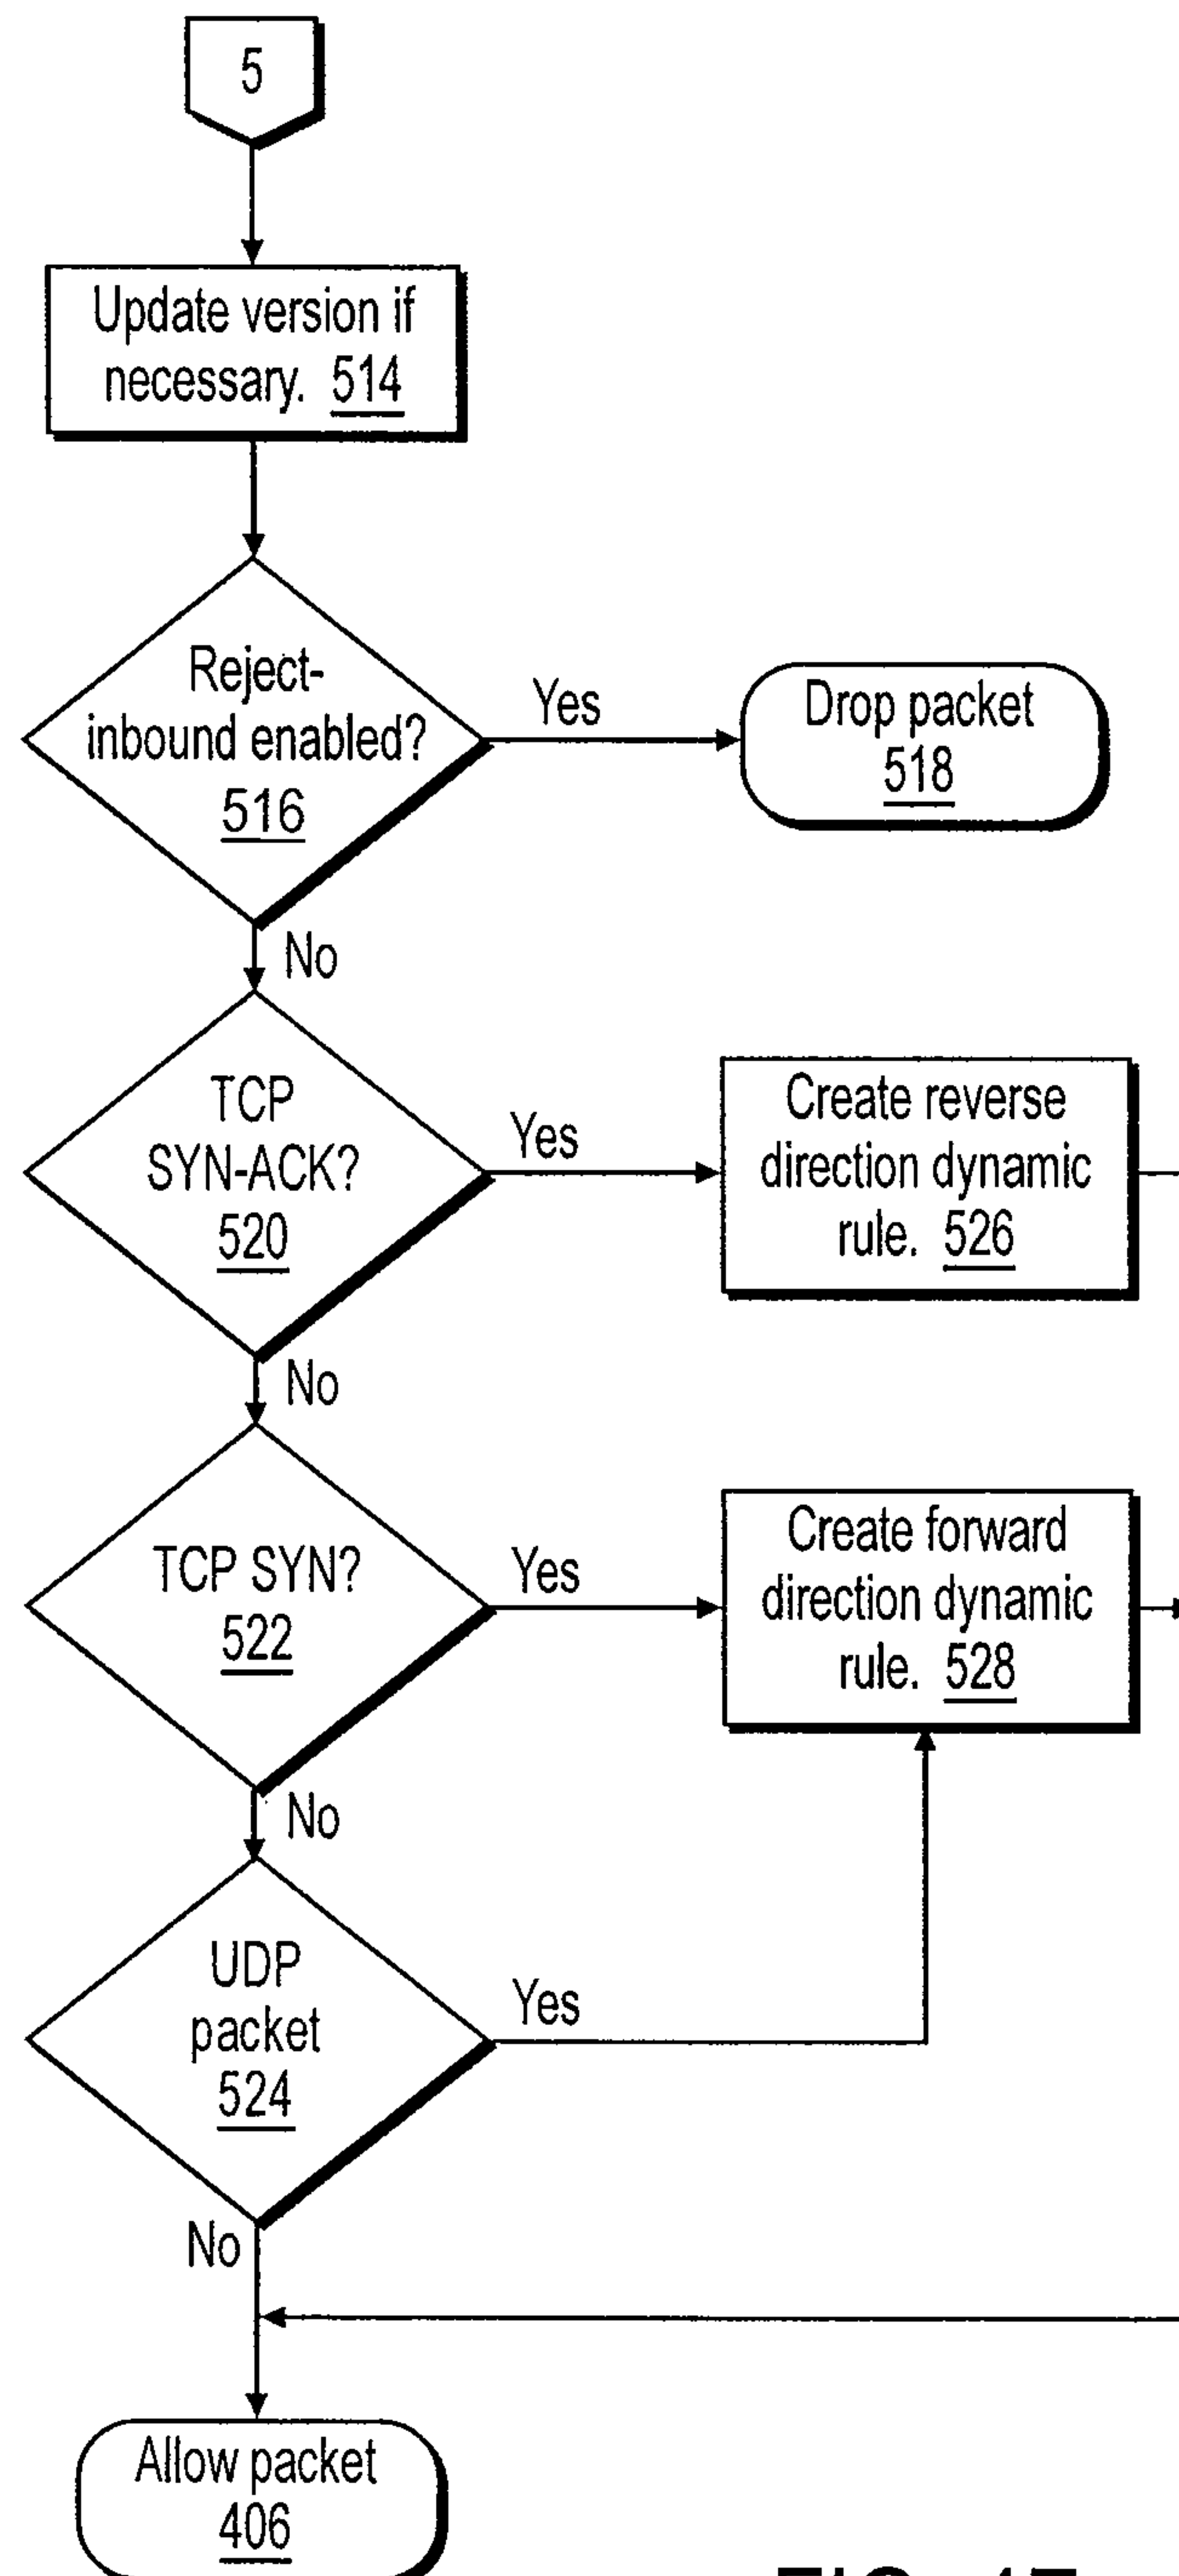 5
Update version if
necessary. 514
Reject-
inbound enabled?
516
Yes
Drop packet
518
No
TCP
SYN-ACK?
520
Yes
Create reverse
direction dynamic
rule. 526
No
TCP SYN?
522
Yes
Create forward
direction dynamic
rule. 528
No
UDP
packet
524
Yes
No
Allow packet
406